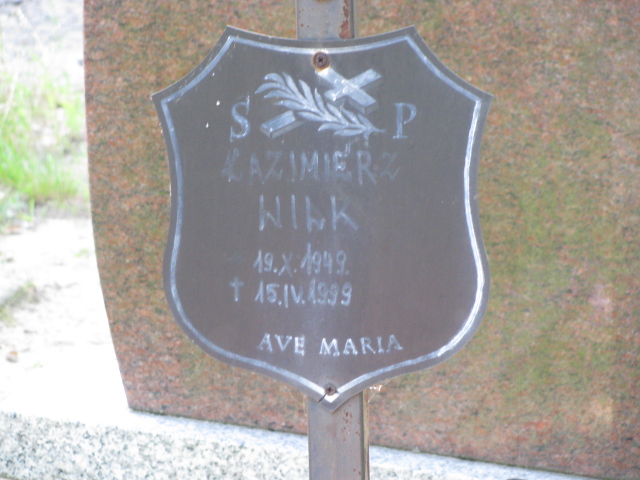 S P
KAZIMIERZ
WILK
19.X.1949.
† 15.IV.1999
AVE MARIA